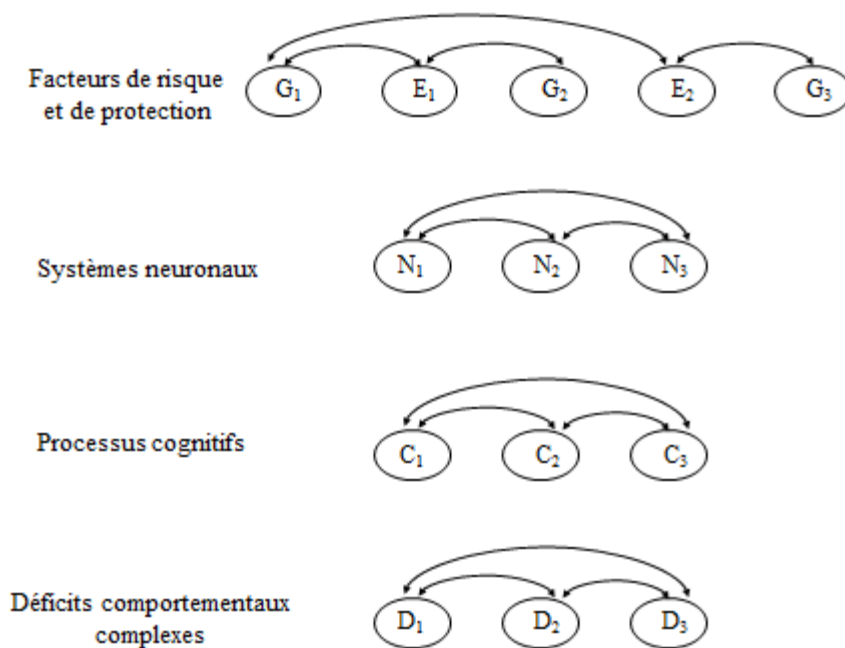 Facteurs de risque
et de protection
G₁ E₁ G₂ E₂ G₃
Systèmes neuronaux
N₁ N₂ N₃
Processus cognitifs
C₁ C₂ C₃
Déficits comportementaux
complexes
D₁ D₂ D₃